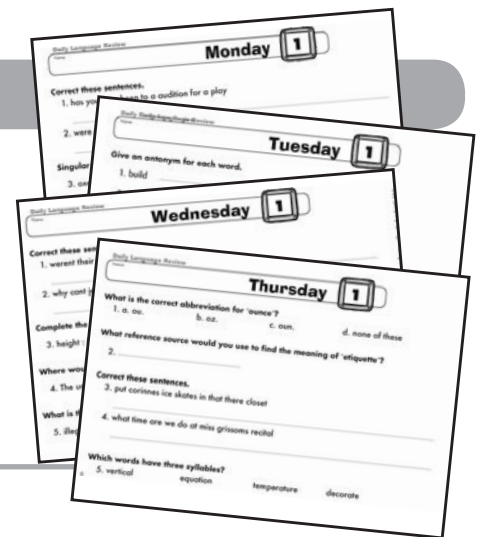 Daily Language Review
Monday 1
Name
Correct these sentences.
1. has you to a audition for a play
2. were
Singular
3.
Daily Language Review
Tuesday 1
Name
Give an antonym for each word.
1. build
Daily Language Review
Wednesday 1
Name
Correct these sen
1. werent their
2. why cant
Complete the
3. height :
Where wou
4. The
What is
5. illeg
Daily Language Review
Thursday 1
Name
What is the correct abbreviation for 'ounce'?
1. a. ou. b. oz. c. oun. d. none of these
What reference source would you use to find the meaning of 'etiquette'?
2.
Correct these sentences.
3. put corinnes ice skates in that there closet
4. what time are we do at miss grissoms recital
Which words have three syllables?
5. vertical equation temperature decorate